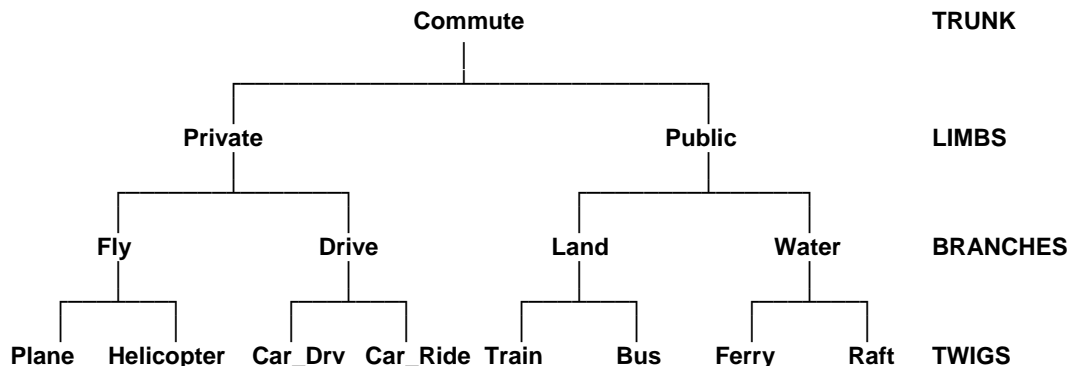 Commute TRUNK
Private Public LIMBS
Fly Drive Land Water BRANCHES
Plane Helicopter Car_Drv Car_Ride Train Bus Ferry Raft TWIGS